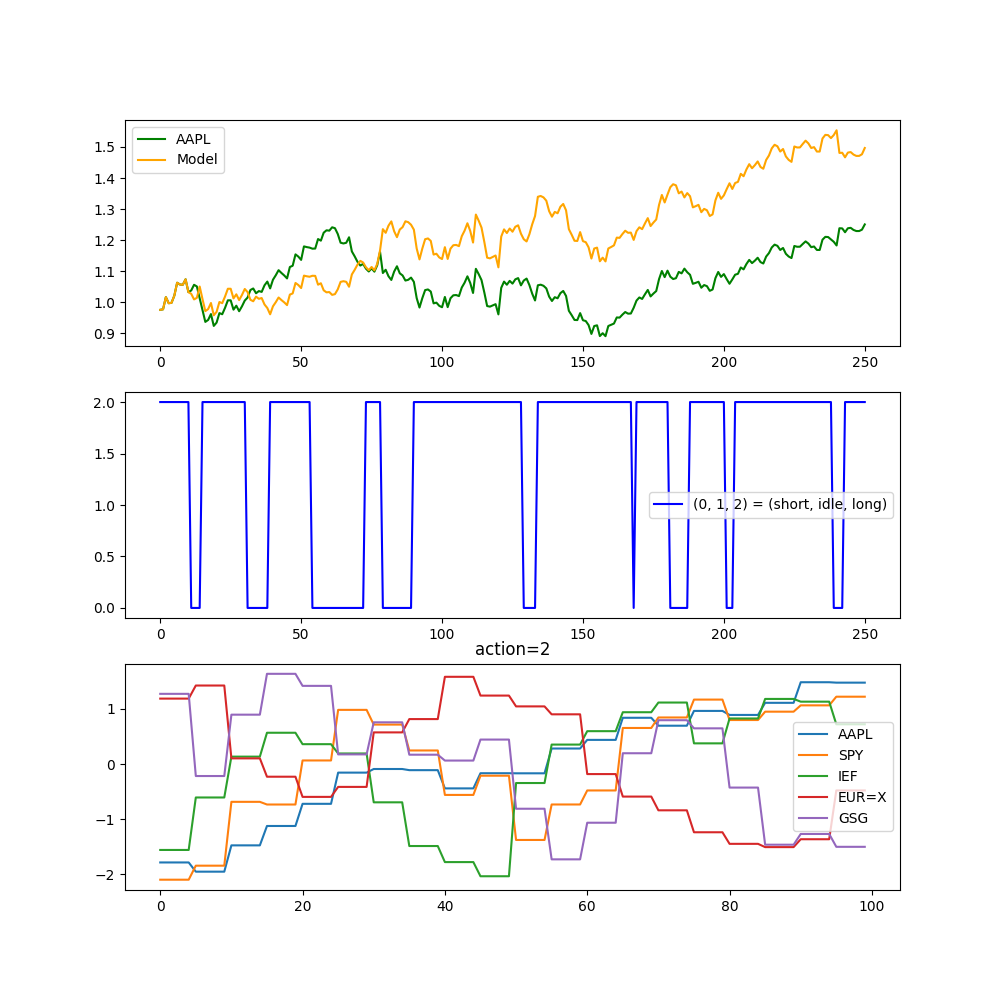 AAPL
Model
1.5
1.4
1.3
1.2
1.1
1.0
0.9
0 50 100 150 200 250
2.0
1.5
1.0
0.5
0.0
(0, 1, 2) = (short, idle, long)
0 50 100 150 200 250
action=2
1
0
−1
−2
AAPL
SPY
IEF
EUR=X
GSG
0 20 40 60 80 100